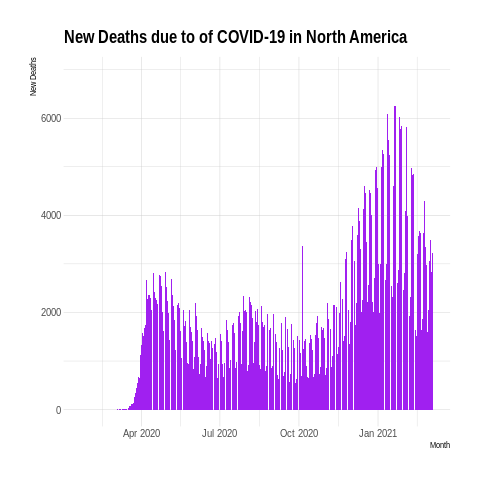 New Deaths due to of COVID-19 in North America
New Deaths
6000
4000
2000
0
Apr 2020 Jul 2020 Oct 2020 Jan 2021
Month